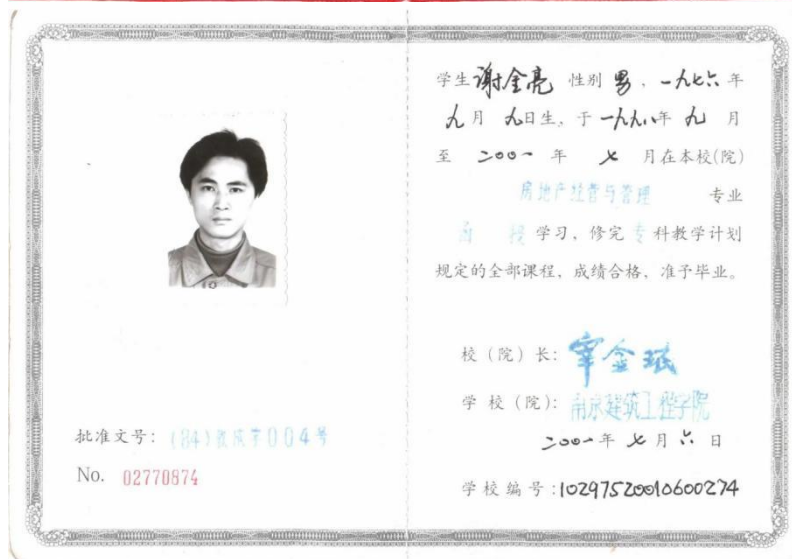 批准文号：(84)教成字004号
No. 02770874
学生谢金亮 性别 男，一九七六年
九月 九日生，于一九九八年 九 月
至 二〇〇一 年 七 月在本校(院)
房地产经营与管理 专业
函 授 学习，修完 专 科教学计划
规定的全部课程，成绩合格，准予毕业。
校（院）长：宰金珉
学 校（院）：南京建筑工程学院
二〇〇一年 七 月 六 日
学校编号：10297520010600274